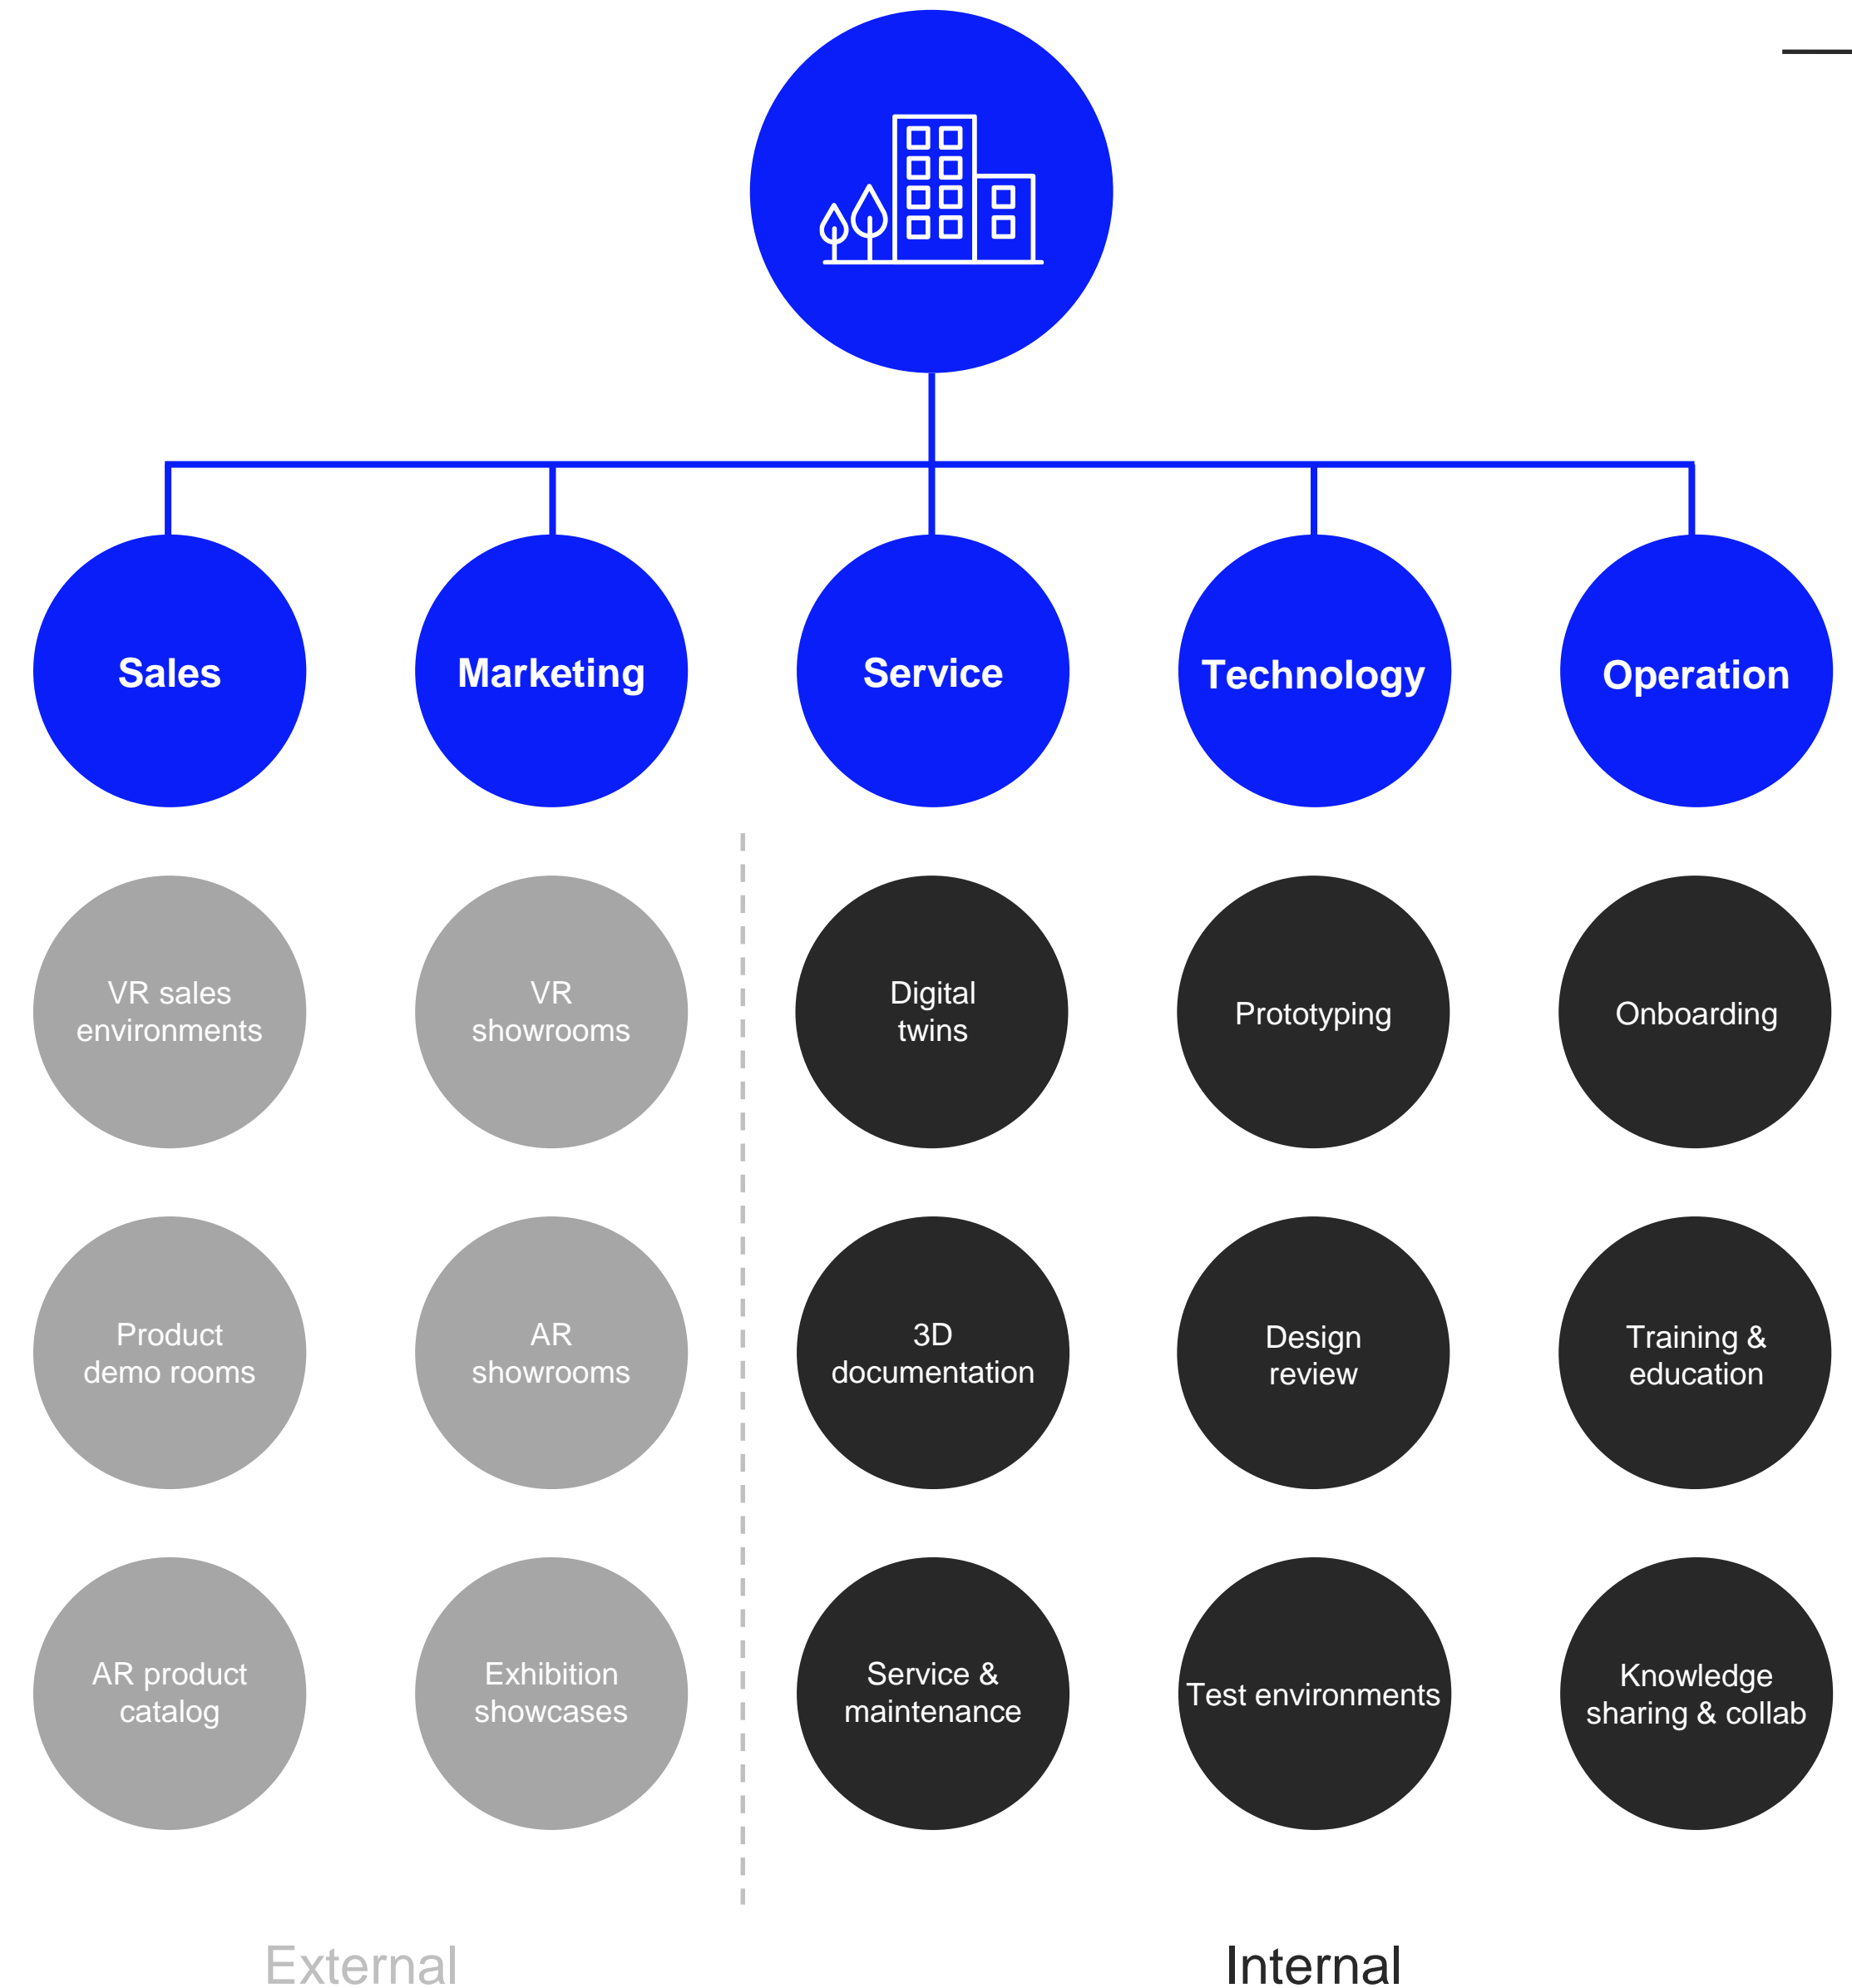 Sales
Marketing
Service
Technology
Operation
VR sales
environments
VR
showrooms
Digital
twins
Prototyping
Onboarding
Product
demo rooms
AR
showrooms
3D
documentation
Design
review
Training &
education
AR product
catalog
Exhibition
showcases
Service &
maintenance
Test environments
Knowledge
sharing & collab
External
Internal